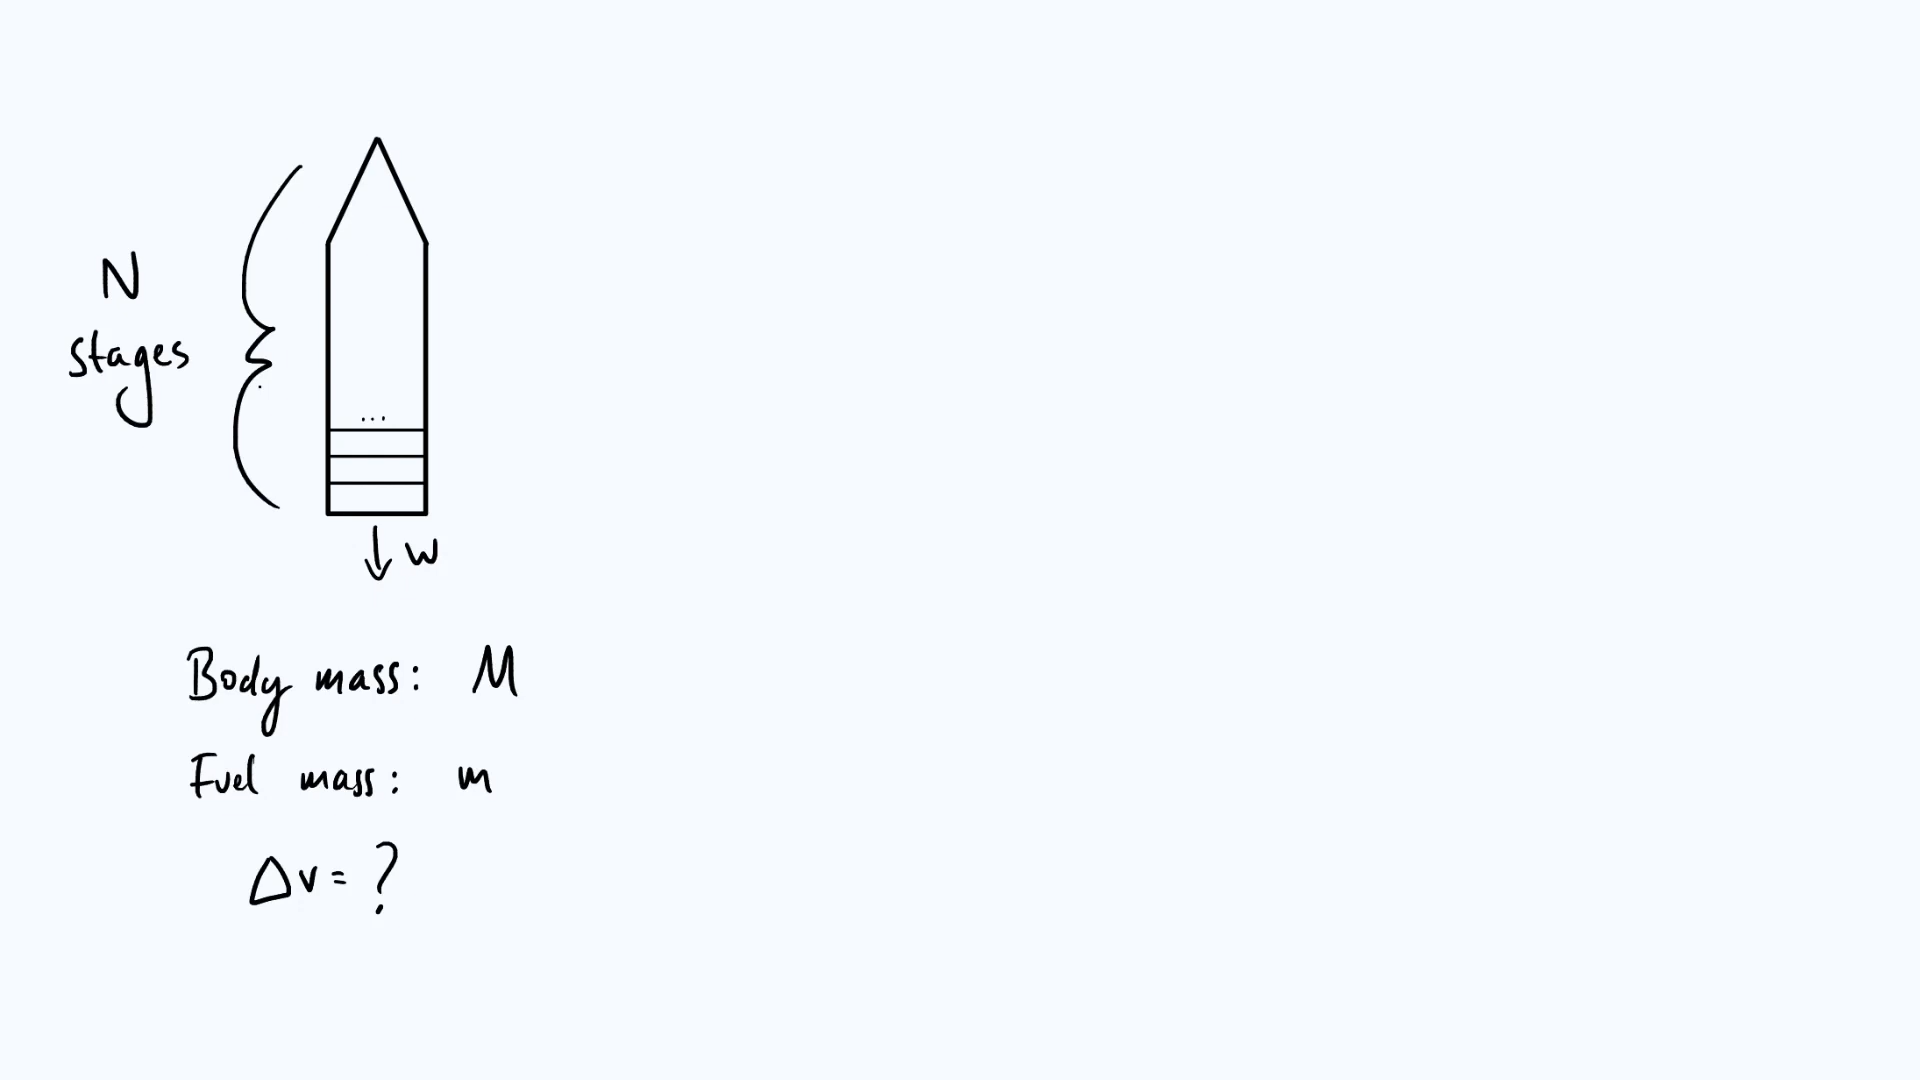 N
stages
...
w
Body mass: M
Fuel mass: m
Δv = ?